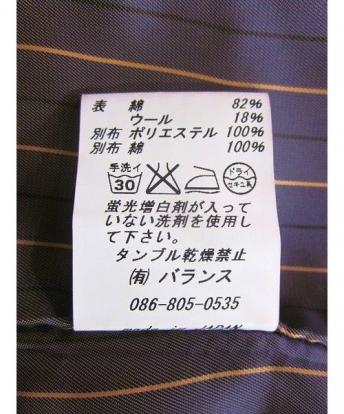 表 綿 82%
ウール 18%
別布 ポリエステル 100%
別布 綿 100%
手洗イ 30 ドライ セキユ系
蛍光増白剤が入って
いない洗剤を使用し
て下さい。
タンブル乾燥禁止
(有) バランス
086-805-0535
made in JAPAN